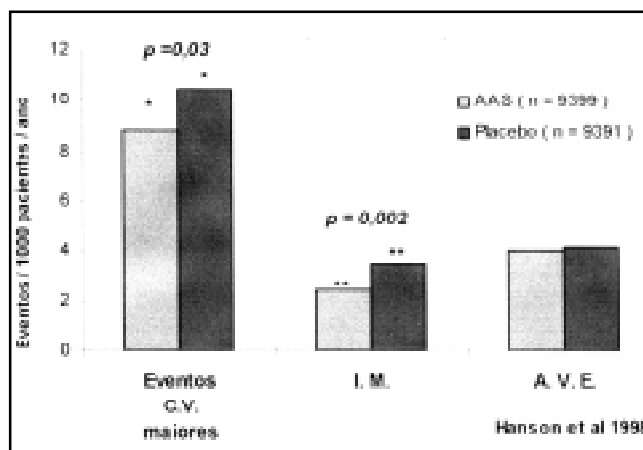 Eventos / 1000 pacientes / ano
12
10
8
6
4
2
0
p =0,03
*
*
AAS ( n = 9399 )
Placebo ( n = 9391 )
p = 0,002
**
**
Eventos
C.V.
maiores
I. M.
A. V. E.
Hanson et al 1998